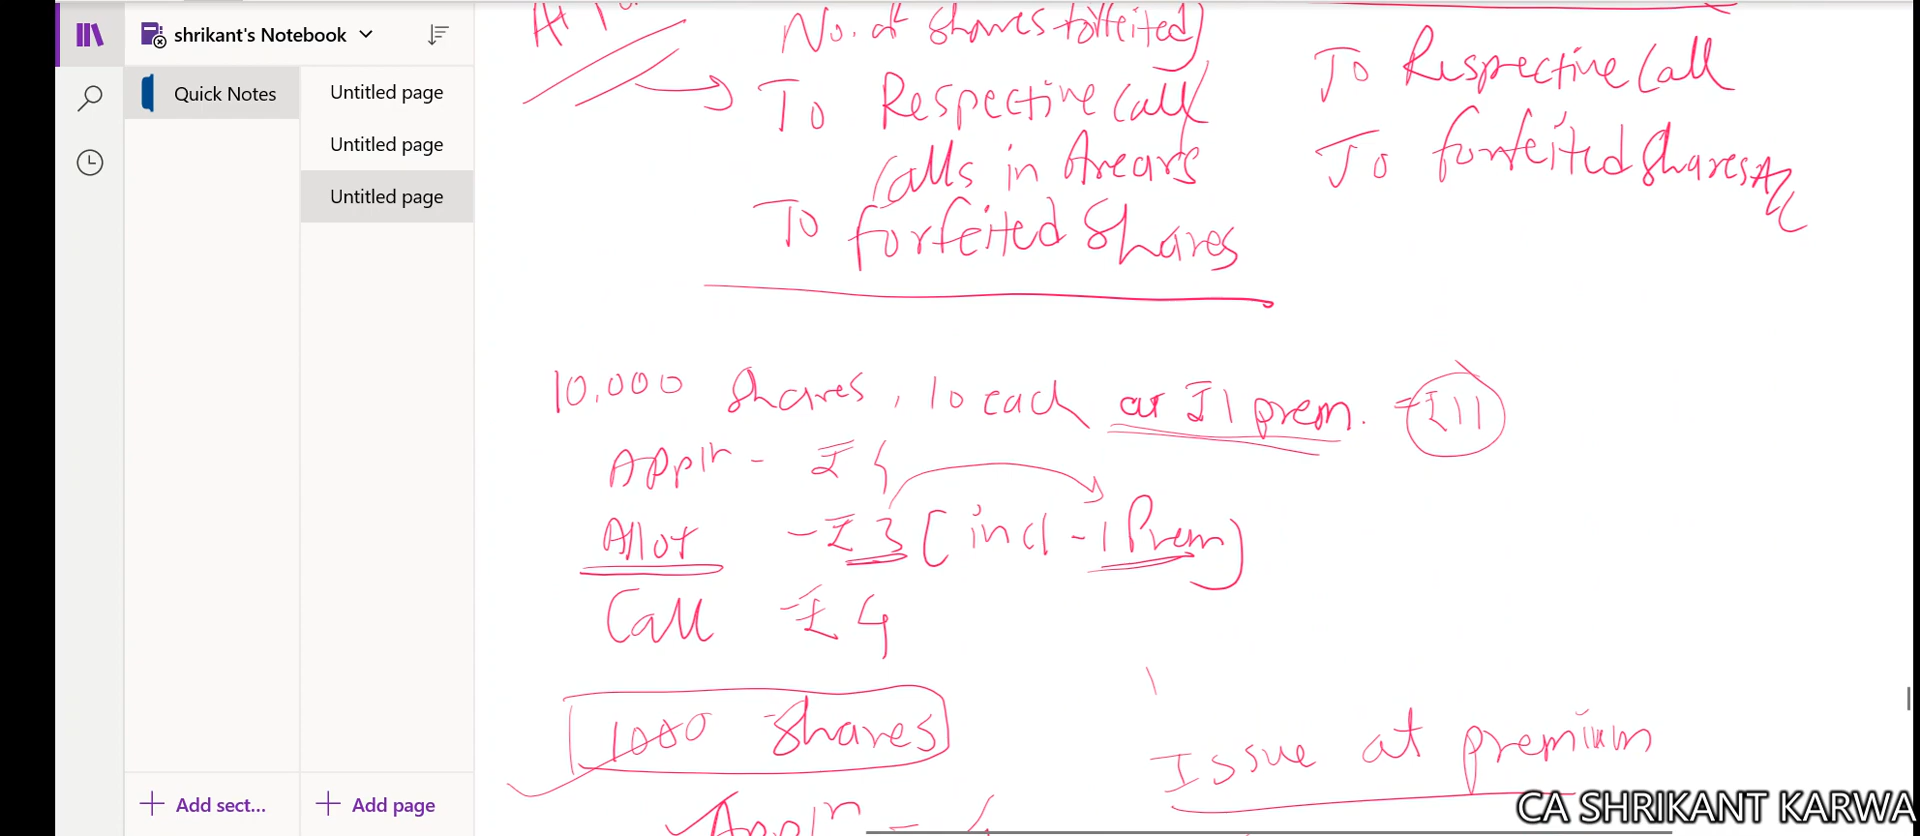 shrikant's Notebook
Quick Notes
Untitled page
Untitled page
Untitled page
Add sect...
Add page
No. of Shares forfeited)
To Respective Call/
Calls in Arears
To forfeited Shares
To Respective Call
To forfeited Shares A/c
10,000 Shares, 10 each at ₹1 prem. = ₹11
Appln - ₹4
Allot - ₹3 [incl - 1 Prem]
Call - ₹4
1000 Shares
Issue at premium
Appln - 4
CA SHRIKANT KARWA